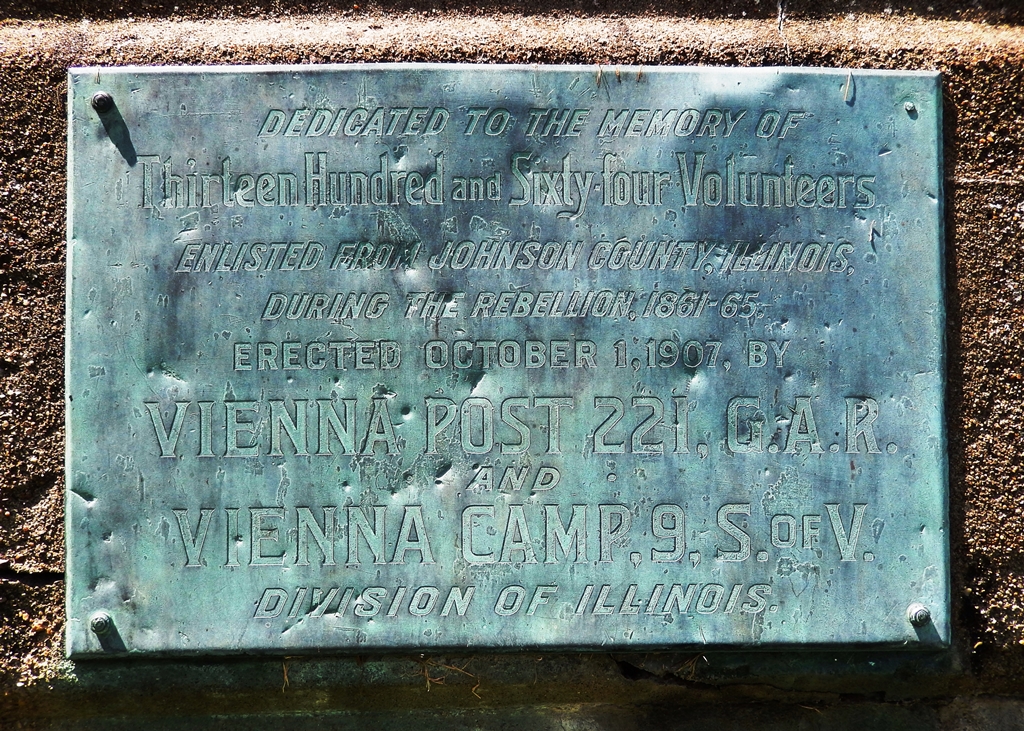 DEDICATED TO THE MEMORY OF
Thirteen Hundred and Sixty-four Volunteers
ENLISTED FROM JOHNSON COUNTY, ILLINOIS,
DURING THE REBELLION, 1861-65.
ERECTED OCTOBER 1, 1907, BY
VIENNA POST 221, G.A.R.
AND
VIENNA CAMP, 9, S. OF V.
DIVISION OF ILLINOIS.